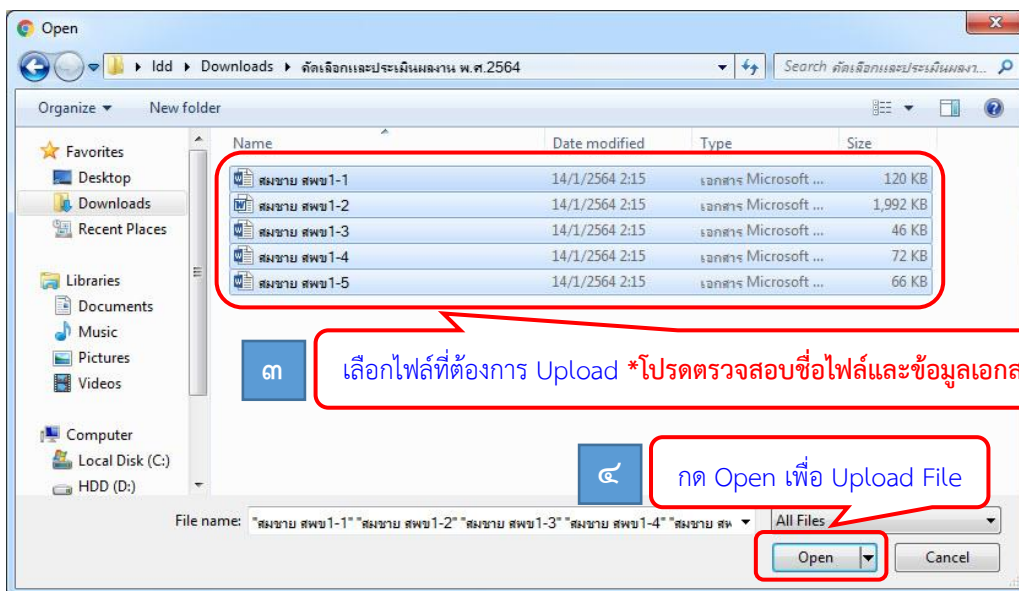 Open
ldd Downloads คัดเลือกและประเมินผลงาน พ.ศ.2564 Search คัดเลือกและประเมินผลงา...
Organize New folder
Name Date modified Type Size
Favorites
Desktop
Downloads
Recent Places
Libraries
Documents
Music
Pictures
Videos
Computer
Local Disk (C:)
HDD (D:)
สมชาย สพข1-1 14/1/2564 2:15 เอกสาร Microsoft ... 120 KB
สมชาย สพข1-2 14/1/2564 2:15 เอกสาร Microsoft ... 1,992 KB
สมชาย สพข1-3 14/1/2564 2:15 เอกสาร Microsoft ... 46 KB
สมชาย สพข1-4 14/1/2564 2:15 เอกสาร Microsoft ... 72 KB
สมชาย สพข1-5 14/1/2564 2:15 เอกสาร Microsoft ... 66 KB
๓ เลือกไฟล์ที่ต้องการ Upload *โปรดตรวจสอบชื่อไฟล์และข้อมูลเอกส
๔ กด Open เพื่อ Upload File
File name: "สมชาย สพข1-1" "สมชาย สพข1-2" "สมชาย สพข1-3" "สมชาย สพข1-4" "สมชาย สพ All Files
Open Cancel